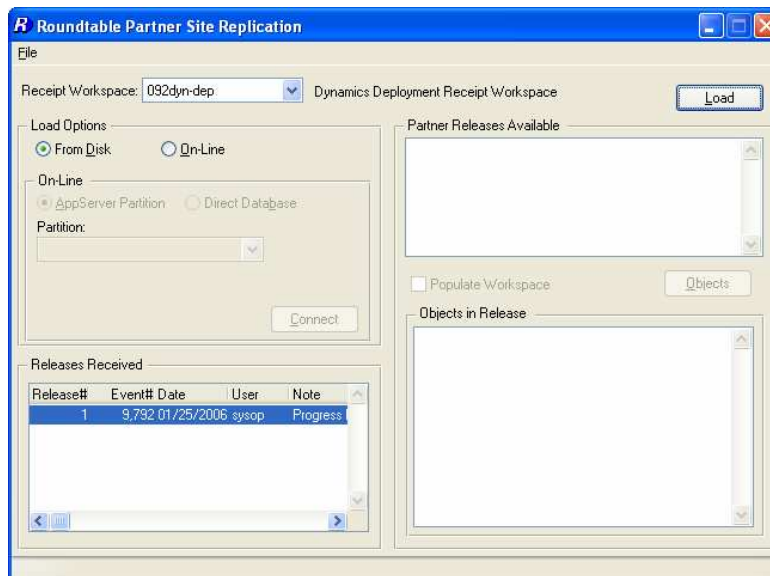 Roundtable Partner Site Replication
File
Receipt Workspace: 092dyn-dep Dynamics Deployment Receipt Workspace
Load
Load Options
From Disk On-Line
On-Line
AppServer Partition Direct Database
Partition:
Connect
Releases Received
Release# Event# Date User Note
1 9,792 01/25/2006 sysop Progress
Partner Releases Available
Populate Workspace Objects
Objects in Release